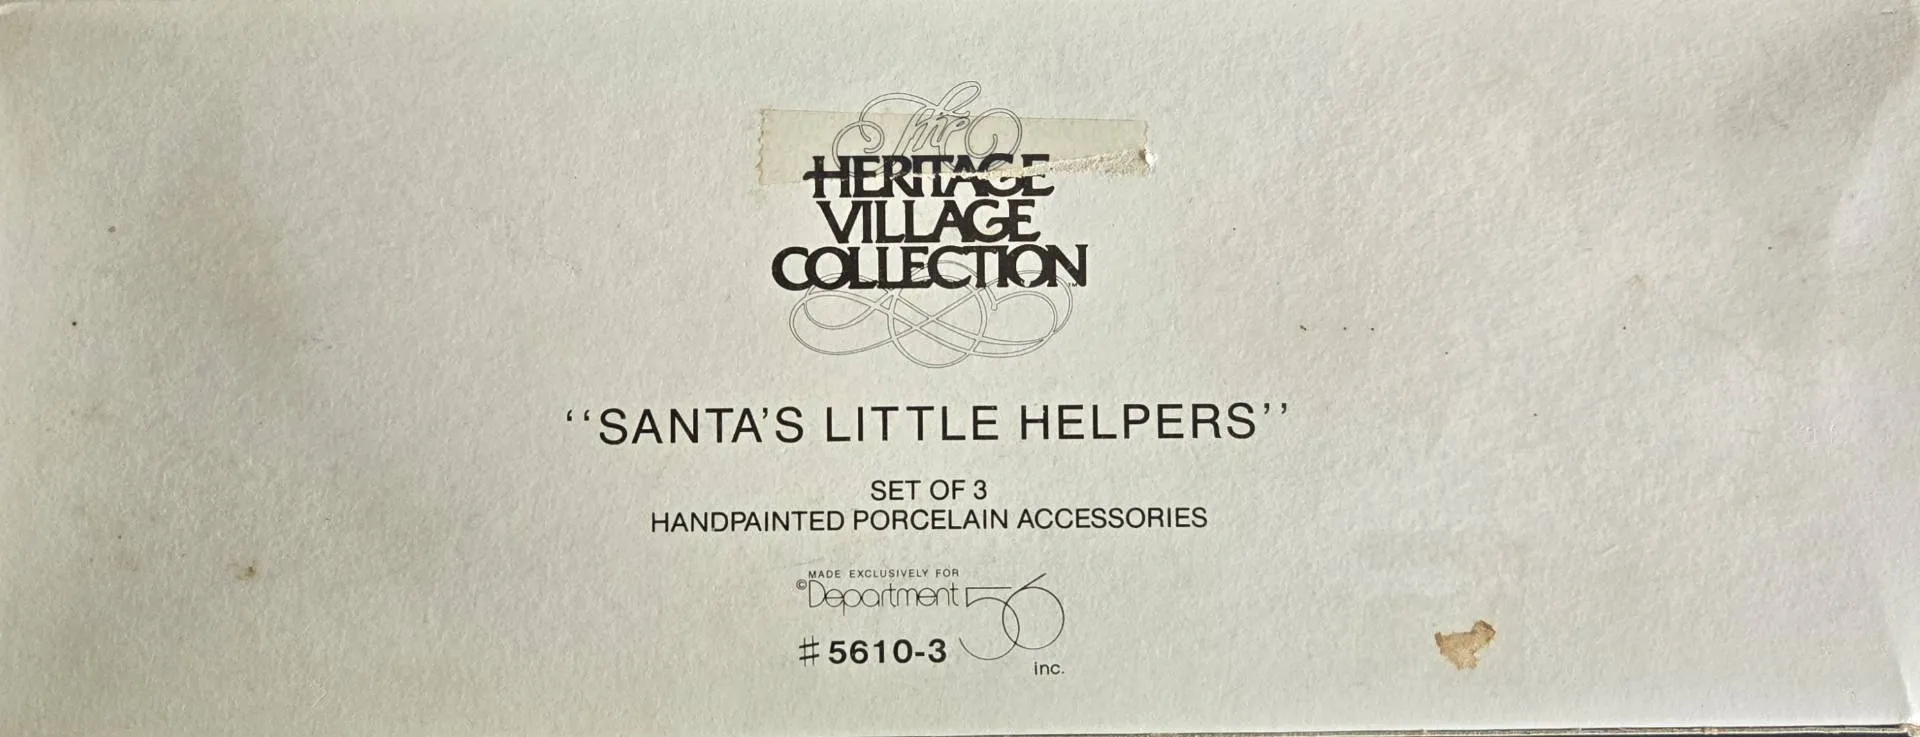 The
HERITAGE
VILLAGE
COLLECTION™
‘‘SANTA’S LITTLE HELPERS’’
SET OF 3
HANDPAINTED PORCELAIN ACCESSORIES
MADE EXCLUSIVELY FOR
©Department 56
#5610-3
inc.